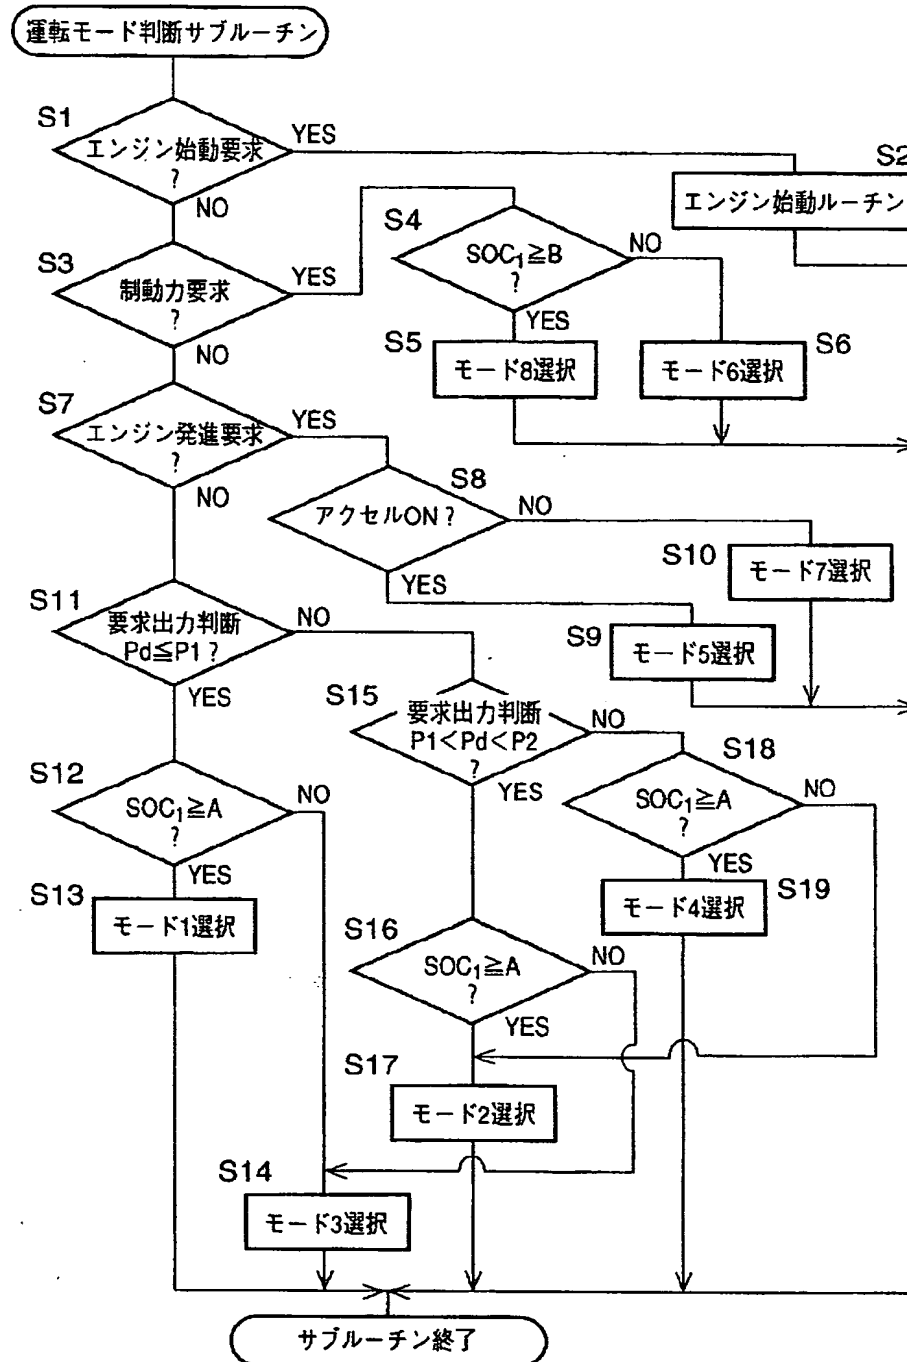 運転モード判断サブルーチン
S1
エンジン始動要求
?
YES
NO
S2
エンジン始動ルーチン
S3
制動力要求
?
YES
NO
S4
SOC₁≧B
?
NO
YES
S5
モード8選択
S6
モード6選択
S7
エンジン発進要求
?
YES
NO
S8
アクセルON?
NO
YES
S10
モード7選択
S9
モード5選択
S11
要求出力判断
Pd≦P1?
NO
YES
S15
要求出力判断
P1<Pd<P2
?
NO
YES
S12
SOC₁≧A
?
NO
YES
S18
SOC₁≧A
?
NO
YES
S13
モード1選択
S19
モード4選択
S16
SOC₁≧A
?
NO
YES
S17
モード2選択
S14
モード3選択
サブルーチン終了